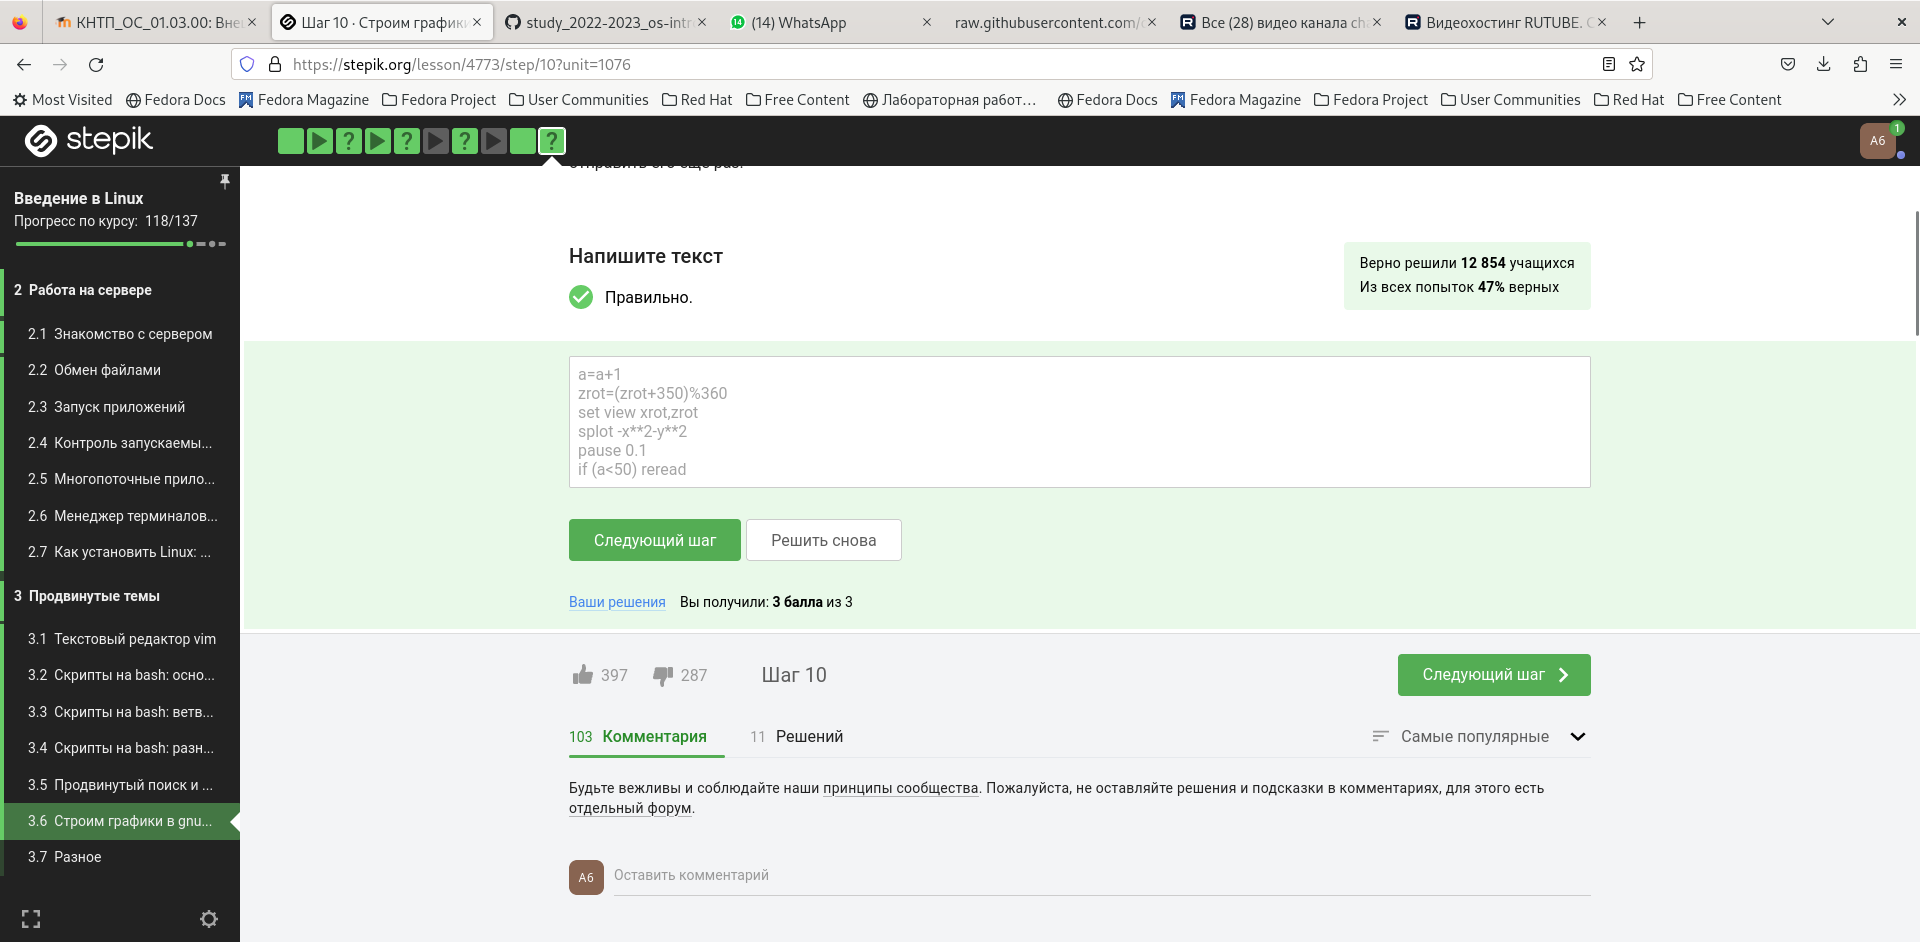 КНТП_ОС_01.03.00: Вне
Шаг 10 · Строим графики
study_2022-2023_os-intr
(14) WhatsApp
raw.githubusercontent.com/
Все (28) видео канала
Видеохостинг RUTUBE.
https://stepik.org/lesson/4773/step/10?unit=1076
Most Visited
Fedora Docs
Fedora Magazine
Fedora Project
User Communities
Red Hat
Free Content
Лабораторная работ…
Fedora Docs
Fedora Magazine
Fedora Project
User Communities
Red Hat
Free Content
stepik
A6
1
Введение в Linux
Прогресс по курсу: 118/137
2 Работа на сервере
2.1 Знакомство с сервером
2.2 Обмен файлами
2.3 Запуск приложений
2.4 Контроль запускаемы...
2.5 Многопоточные прило...
2.6 Менеджер терминалов...
2.7 Как установить Linux: ...
3 Продвинутые темы
3.1 Текстовый редактор vim
3.2 Скрипты на bash: осно...
3.3 Скрипты на bash: ветв...
3.4 Скрипты на bash: разн...
3.5 Продвинутый поиск и ...
3.6 Строим графики в gnu...
3.7 Разное
отправить его еще раз.
Напишите текст
Правильно.
Верно решили 12 854 учащихся
Из всех попыток 47% верных
a=a+1
zrot=(zrot+350)%360
set view xrot,zrot
splot -x**2-y**2
pause 0.1
if (a<50) reread
Следующий шаг
Решить снова
Ваши решения Вы получили: 3 балла из 3
397
287
Шаг 10
Следующий шаг
103 Комментария
11 Решений
Самые популярные
Будьте вежливы и соблюдайте наши принципы сообщества. Пожалуйста, не оставляйте решения и подсказки в комментариях, для этого есть
отдельный форум.
A6
Оставить комментарий